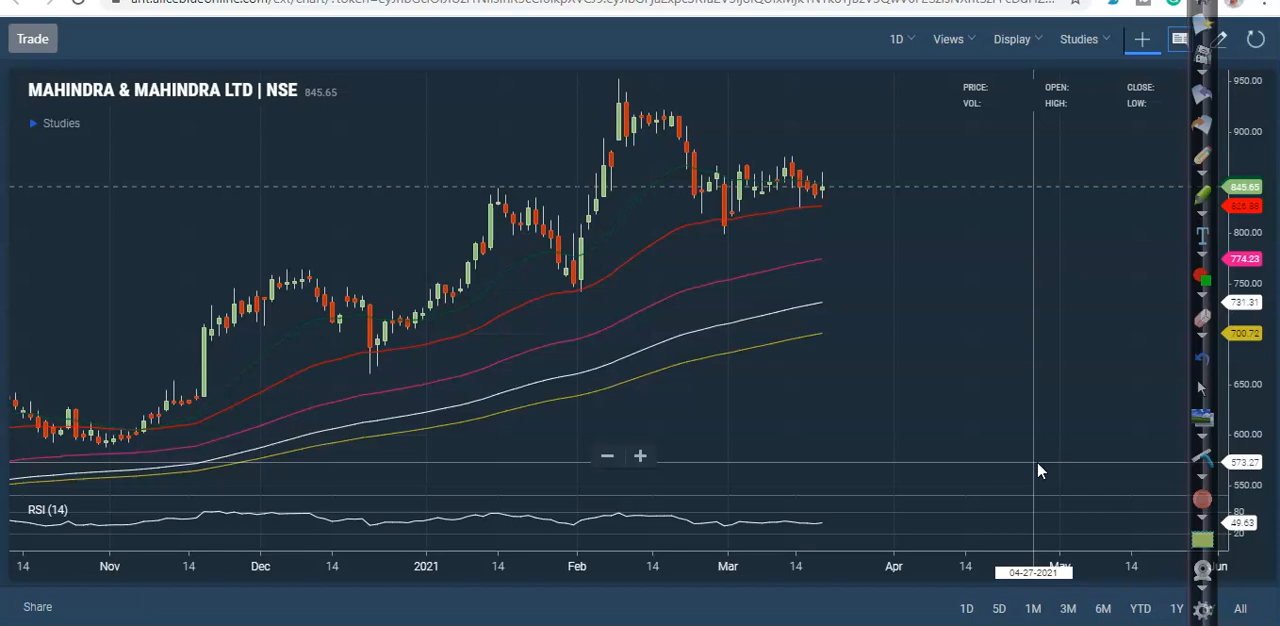 Trade
1D
Views
Display
Studies
MAHINDRA & MAHINDRA LTD | NSE 845.65
Studies
PRICE: OPEN: CLOSE:
VOL: HIGH: LOW:
950.00
900.00
845.65
826.86
800.00
774.23
750.00
731.31
700.72
650.00
600.00
573.27
550.00
RSI (14)
80
49.63
20
14 Nov 14 Dec 14 2021 14 Feb 14 Mar 14 Apr 14 14
04-27-2021
Share
1D 5D 1M 3M 6M YTD 1Y All